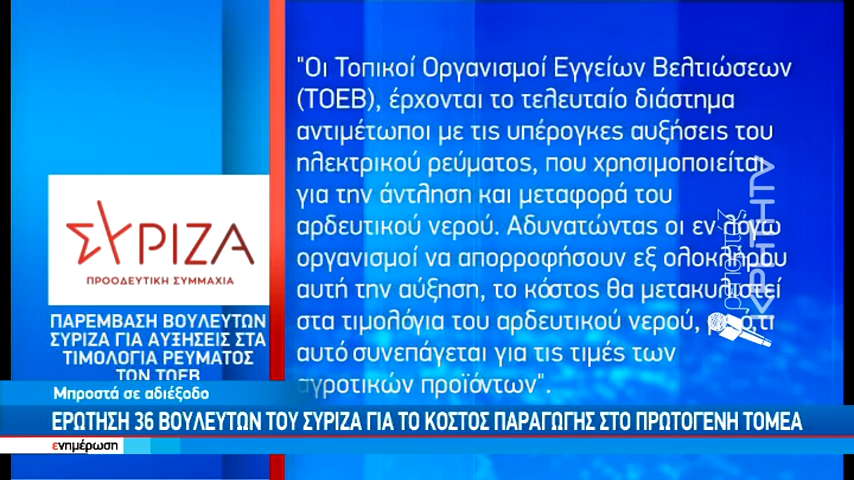 "Οι Τοπικοί Οργανισμοί Εγγείων Βελτιώσεων
(ΤΟΕΒ), έρχονται το τελευταίο διάστημα
αντιμέτωποι με τις υπέρογκες αυξήσεις του
ηλεκτρικού ρεύματος, που χρησιμοποιείται
για την άντληση και μεταφορά του
αρδευτικού νερού. Αδυνατώντας οι εν λόγω
οργανισμοί να απορροφήσουν εξ ολοκλήρου
αυτή την αύξηση, το κόστος θα μετακυλιστεί
στα τιμολόγια του αρδευτικού νερού,
αυτό συνεπάγεται για τις τιμές των
αγροτικών προϊόντων".
ΣΥΡΙΖΑ
ΠΡΟΟΔΕΥΤΙΚΗ ΣΥΜΜΑΧΙΑ
ΠΑΡΕΜΒΑΣΗ ΒΟΥΛΕΥΤΩΝ
ΣΥΡΙΖΑ ΓΙΑ ΑΥΞΗΣΕΙΣ ΣΤΑ
ΤΙΜΟΛΟΓΙΑ ΡΕΥΜΑΤΟΣ
ΤΩΝ ΤΟΕΒ
ΚΡΗΤΗ TV
Μπροστά σε αδιέξοδο
ΕΡΩΤΗΣΗ 36 ΒΟΥΛΕΥΤΩΝ ΤΟΥ ΣΥΡΙΖΑ ΓΙΑ ΤΟ ΚΟΣΤΟΣ ΠΑΡΑΓΩΓΗΣ ΣΤΟ ΠΡΩΤΟΓΕΝΗ ΤΟΜΕΑ
ενημέρωση